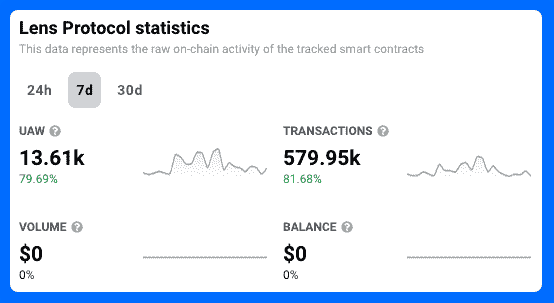 Lens Protocol statistics
This data represents the raw on-chain activity of the tracked smart contracts
24h 7d 30d
UAW ?
13.61k
79.69%
TRANSACTIONS ?
579.95k
81.68%
VOLUME ?
$0
0%
BALANCE ?
$0
0%